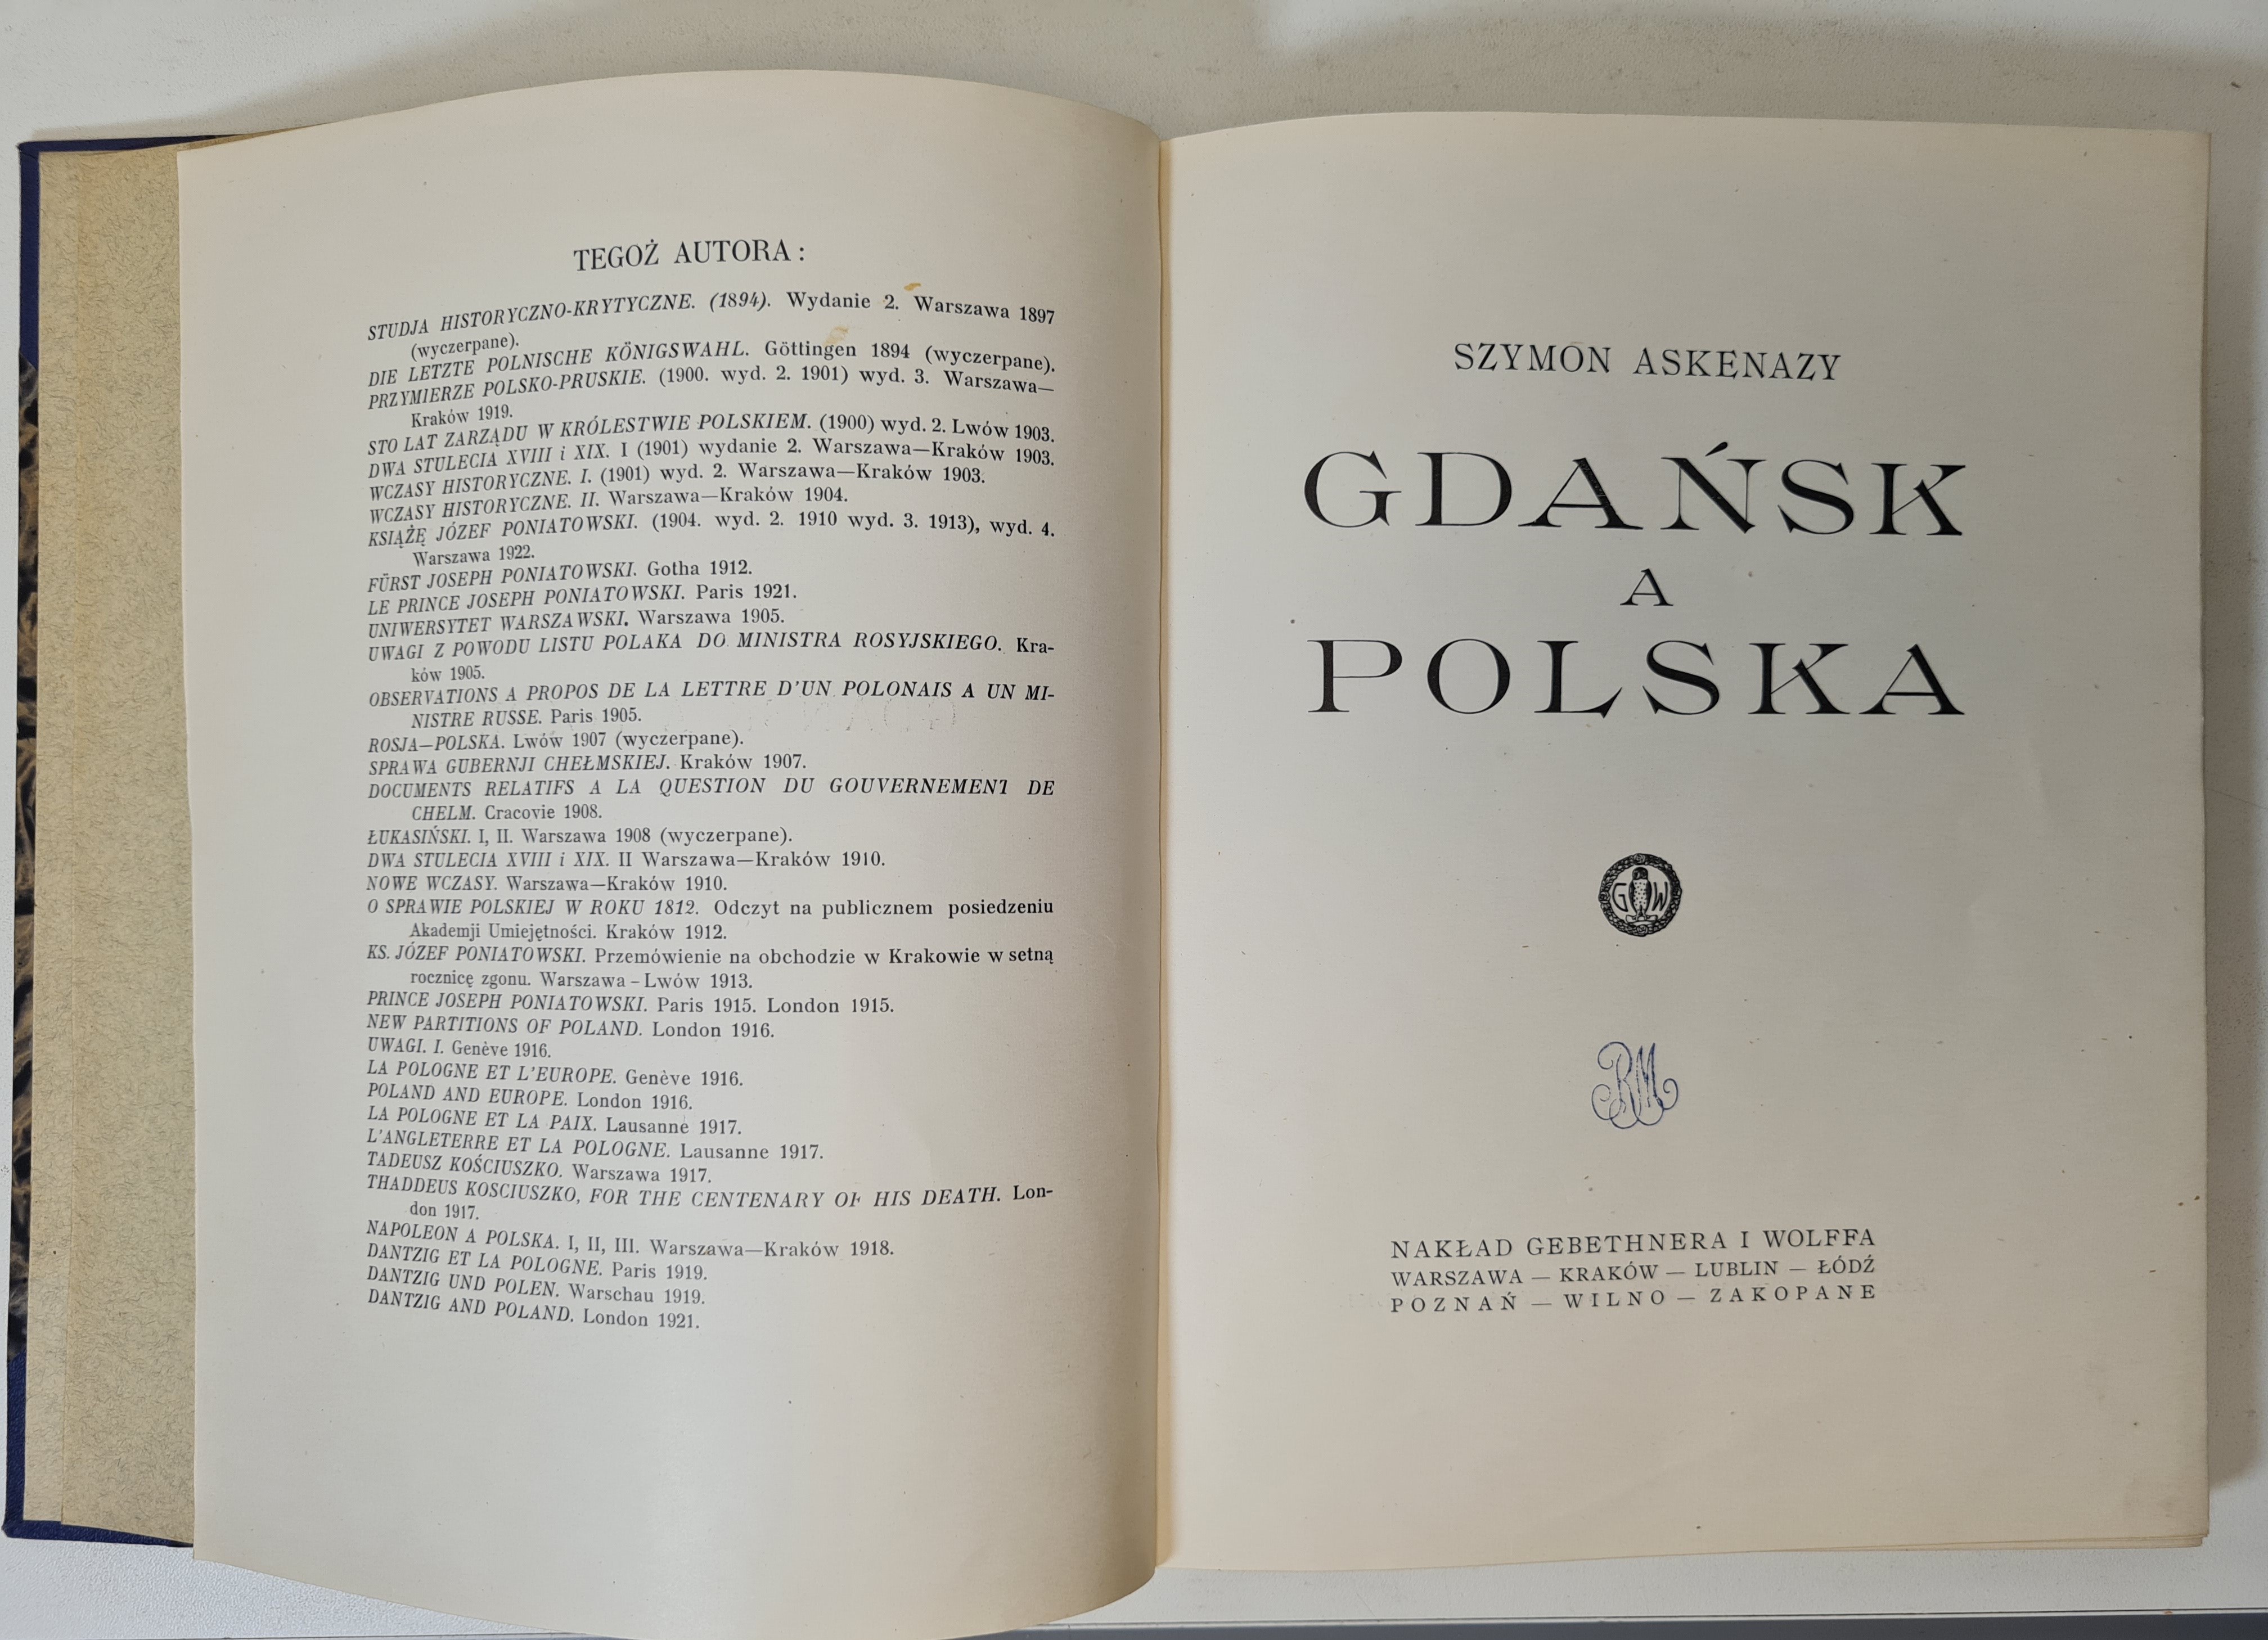 TEGOŻ AUTORA:
STUDJA HISTORYCZNO-KRYTYCZNE. (1894). Wydanie 2. Warszawa 1897
(wyczerpane).
DIE LETZTE POLNISCHE KÖNIGSWAHL. Göttingen 1894 (wyczerpane).
PRZYMIERZE POLSKO-PRUSKIE. (1900. wyd. 2. 1901) wyd. 3. Warszawa—
Kraków 1919.
STO LAT ZARZĄDU W KRÓLESTWIE POLSKIEM. (1900) wyd. 2. Lwów 1903.
DWA STULECIA XVIII i XIX. I (1901) wydanie 2. Warszawa—Kraków 1903.
WCZASY HISTORYCZNE. I. (1901) wyd. 2. Warszawa—Kraków 1903.
WCZASY HISTORYCZNE. II. Warszawa—Kraków 1904.
KSIĄŻĘ JÓZEF PONIATOWSKI. (1904. wyd. 2. 1910 wyd. 3. 1913), wyd. 4.
Warszawa 1922.
FÜRST JOSEPH PONIATOWSKI. Gotha 1912.
LE PRINCE JOSEPH PONIATOWSKI. Paris 1921.
UNIWERSYTET WARSZAWSKI. Warszawa 1905.
UWAGI Z POWODU LISTU POLAKA DO MINISTRA ROSYJSKIEGO. Kra-
ków 1905.
OBSERVATIONS A PROPOS DE LA LETTRE D'UN POLONAIS A UN MI-
NISTRE RUSSE. Paris 1905.
ROSJA—POLSKA. Lwów 1907 (wyczerpane).
SPRAWA GUBERNJI CHEŁMSKIEJ. Kraków 1907.
DOCUMENTS RELATIFS A LA QUESTION DU GOUVERNEMENT DE
CHELM. Cracovie 1908.
ŁUKASIŃSKI. I, II. Warszawa 1908 (wyczerpane).
DWA STULECIA XVIII i XIX. II Warszawa—Kraków 1910.
NOWE WCZASY. Warszawa—Kraków 1910.
O SPRAWIE POLSKIEJ W ROKU 1812. Odczyt na publicznem posiedzeniu
Akademji Umiejętności. Kraków 1912.
KS. JÓZEF PONIATOWSKI. Przemówienie na obchodzie w Krakowie w setną
rocznicę zgonu. Warszawa - Lwów 1913.
PRINCE JOSEPH PONIATOWSKI. Paris 1915. London 1915.
NEW PARTITIONS OF POLAND. London 1916.
UWAGI. I. Genève 1916.
LA POLOGNE ET L'EUROPE. Genève 1916.
POLAND AND EUROPE. London 1916.
LA POLOGNE ET LA PAIX. Lausanne 1917.
L'ANGLETERRE ET LA POLOGNE. Lausanne 1917.
TADEUSZ KOŚCIUSZKO. Warszawa 1917.
THADDEUS KOSCIUSZKO, FOR THE CENTENARY OF HIS DEATH. Lon-
don 1917.
NAPOLEON A POLSKA. I, II, III. Warszawa—Kraków 1918.
DANTZIG ET LA POLOGNE. Paris 1919.
DANTZIG UND POLEN. Warschau 1919.
DANTZIG AND POLAND. London 1921.
SZYMON ASKENAZY
GDAŃSK
A
POLSKA
G W
RM
NAKŁAD GEBETHNERA I WOLFFA
WARSZAWA — KRAKÓW — LUBLIN — ŁÓDŹ
POZNAŃ — WILNO — ZAKOPANE